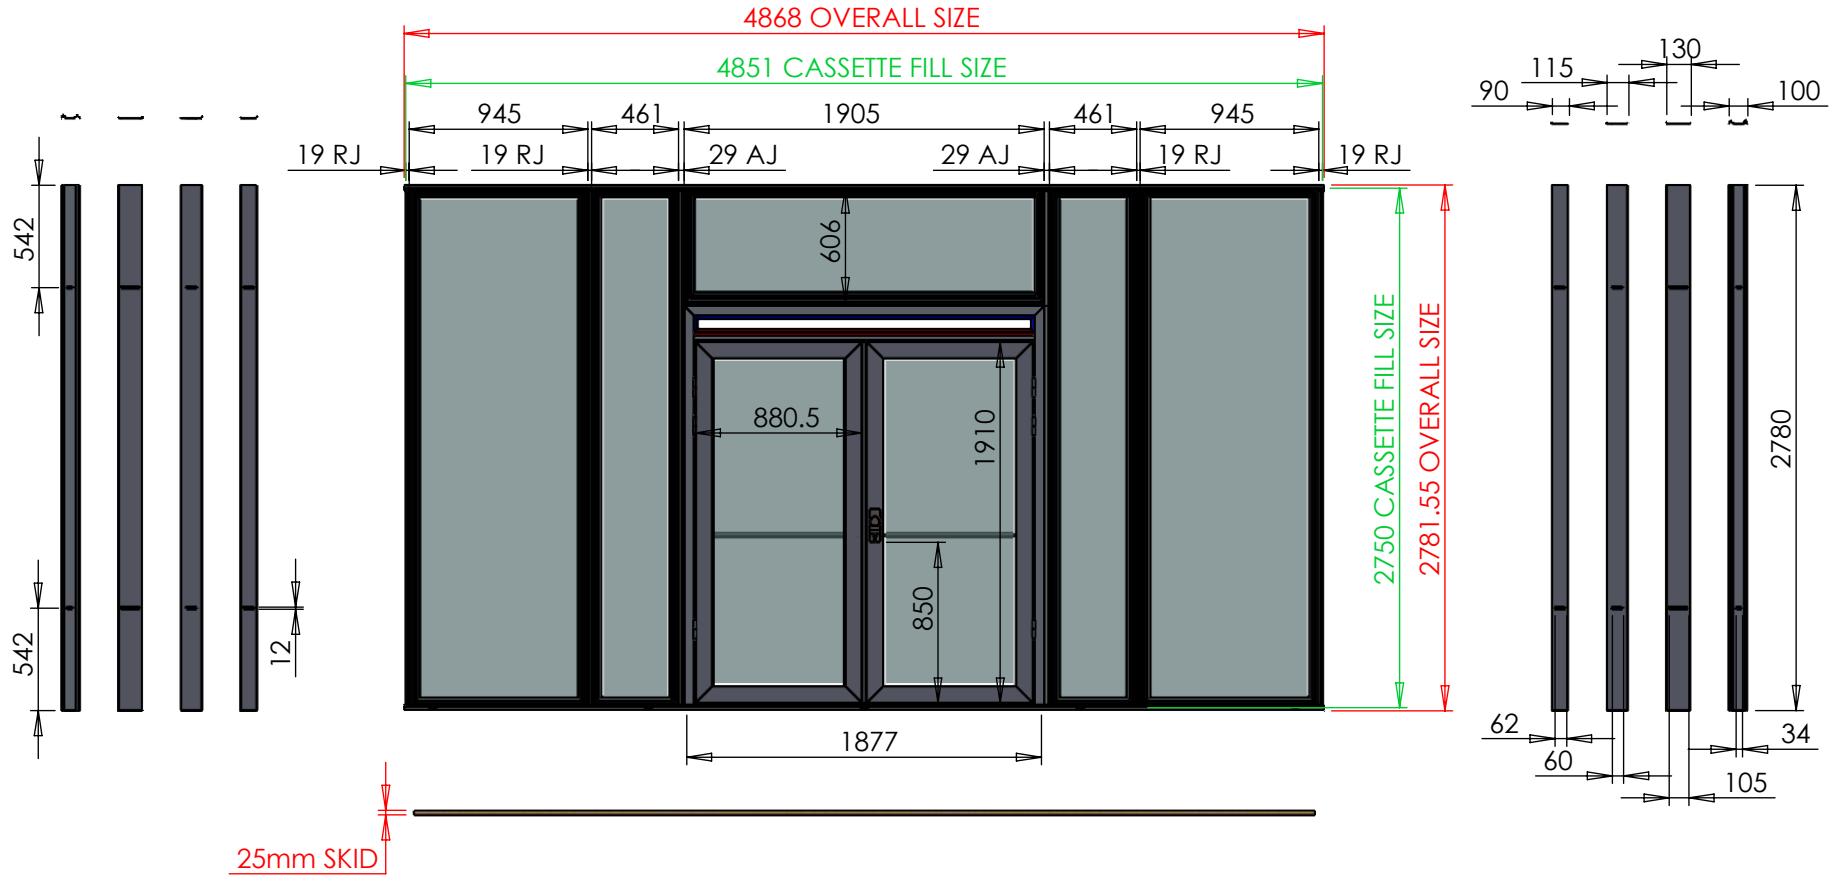 4868 OVERALL SIZE
4851 CASSETTE FILL SIZE
945
461
1905
461
945
19 RJ
19 RJ
29 AJ
29 AJ
19 RJ
19 RJ
130
115
90
100
542
606
880.5
1910
850
2750 CASSETTE FILL SIZE
2781.55 OVERALL SIZE
2780
542
12
1877
62
60
34
105
25mm SKID